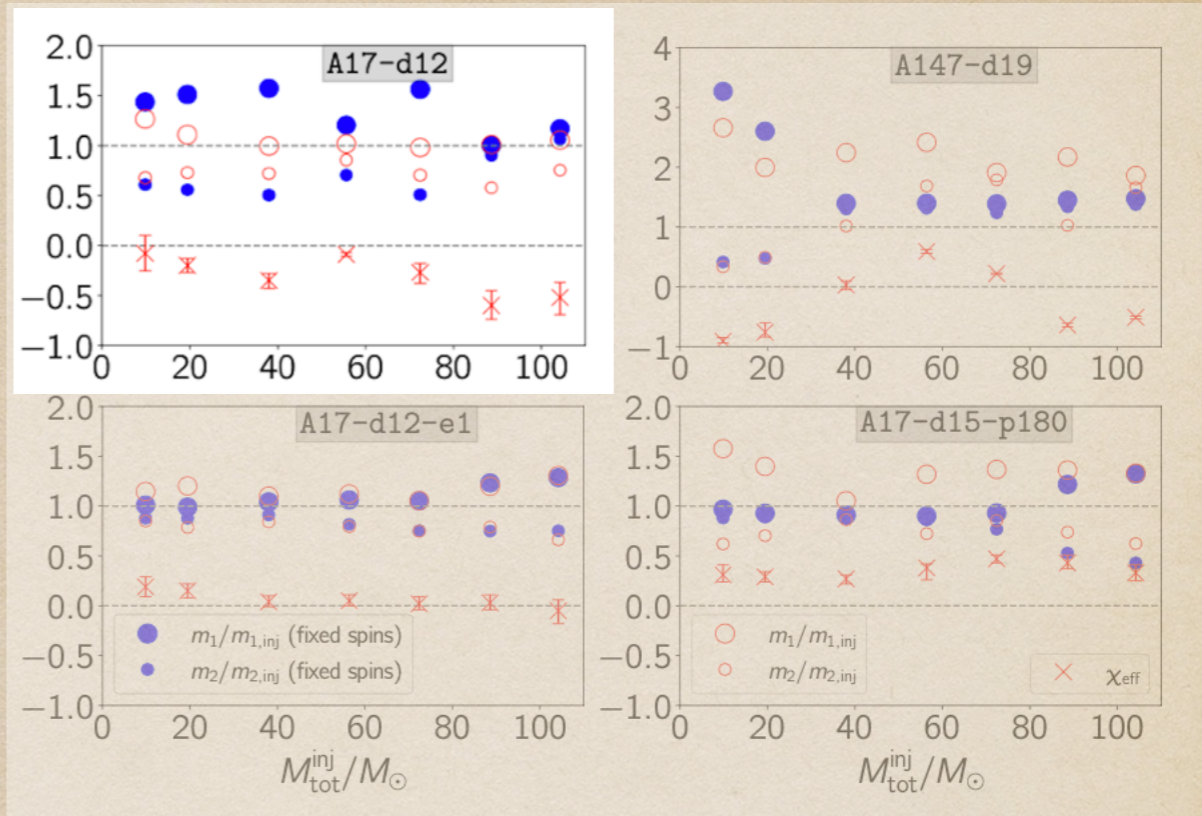 A17-d12
2.0
1.5
1.0
0.5
0.0
−0.5
−1.0
0 20 40 60 80 100
A147-d19
4
3
2
1
0
−1
0 20 40 60 80 100
A17-d12-e1
2.0
1.5
1.0
0.5
0.0
−0.5
−1.0
m₁/m₁,inj (fixed spins)
m₂/m₂,inj (fixed spins)
0 20 40 60 80 100
M_tot^inj/M_⊙
A17-d15-p180
2.0
1.5
1.0
0.5
0.0
−0.5
−1.0
m₁/m₁,inj
m₂/m₂,inj
χeff
0 20 40 60 80 100
M_tot^inj/M_⊙